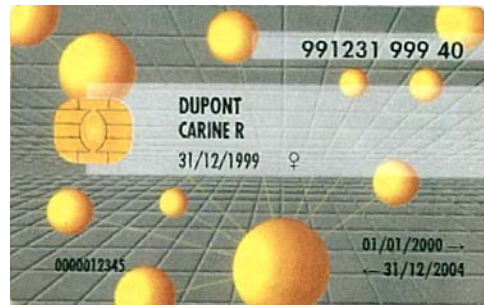 991231 999 40
DUPONT
CARINE R
31/12/1999 ♀
01/01/2000 →
0000012345
← 31/12/2004